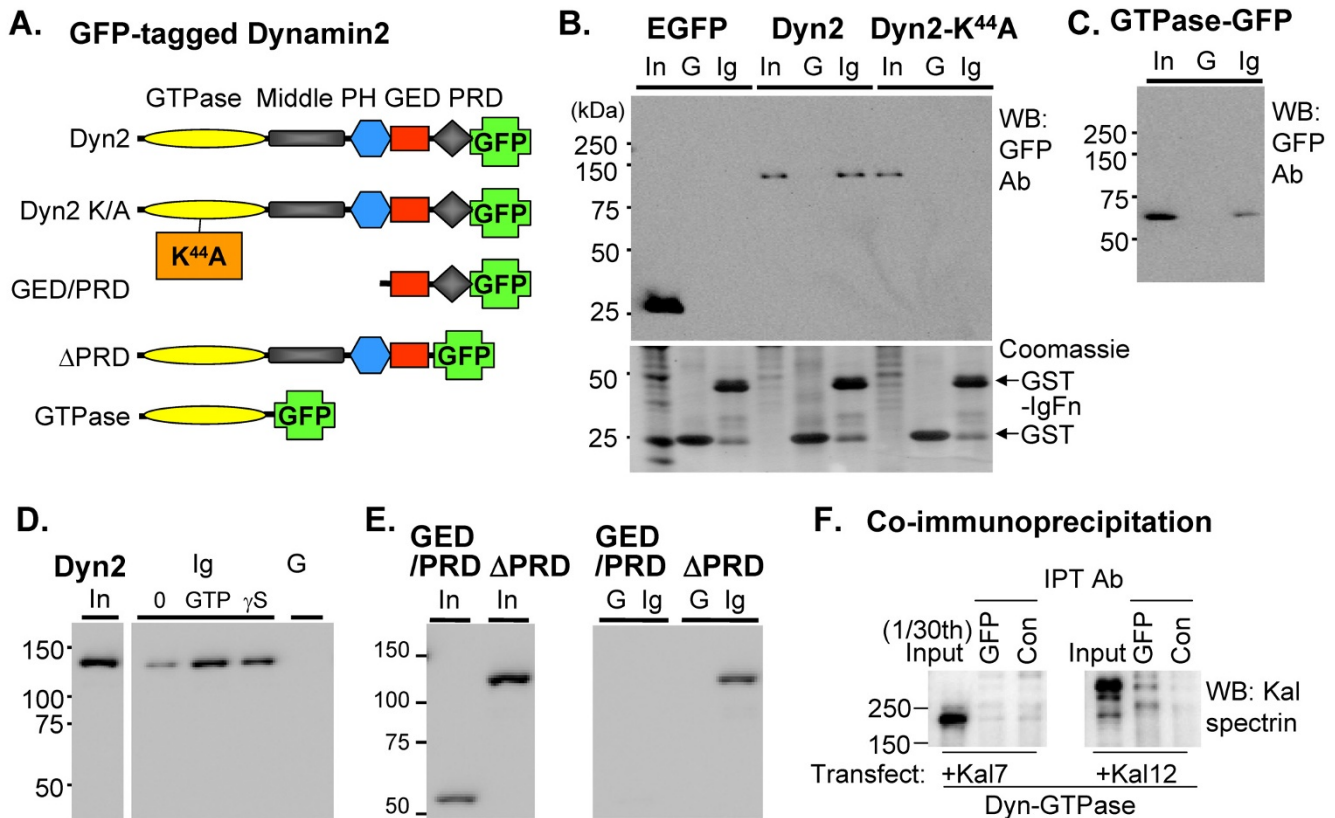 A. GFP-tagged Dynamin2
GTPase Middle PH GED PRD
Dyn2
GFP
Dyn2 K/A
GFP
K⁴⁴A
GED/PRD
GFP
ΔPRD
GFP
GTPase
GFP
B.
EGFP Dyn2 Dyn2-K⁴⁴A
In G Ig In G Ig In G Ig
(kDa)
250
150
75
50
25
WB:
GFP
Ab
Coomassie
50
25
GST
-IgFn
GST
C. GTPase-GFP
In G Ig
250
150
75
50
WB:
GFP
Ab
D.
Dyn2 Ig G
In 0 GTP γS
150
100
75
50
E.
GED
/PRD ΔPRD
In In
GED
/PRD ΔPRD
G Ig G Ig
150
100
75
50
F. Co-immunoprecipitation
IPT Ab
(1/30th)
Input GFP Con Input GFP Con
250
150
WB: Kal
spectrin
Transfect: +Kal7 +Kal12
Dyn-GTPase